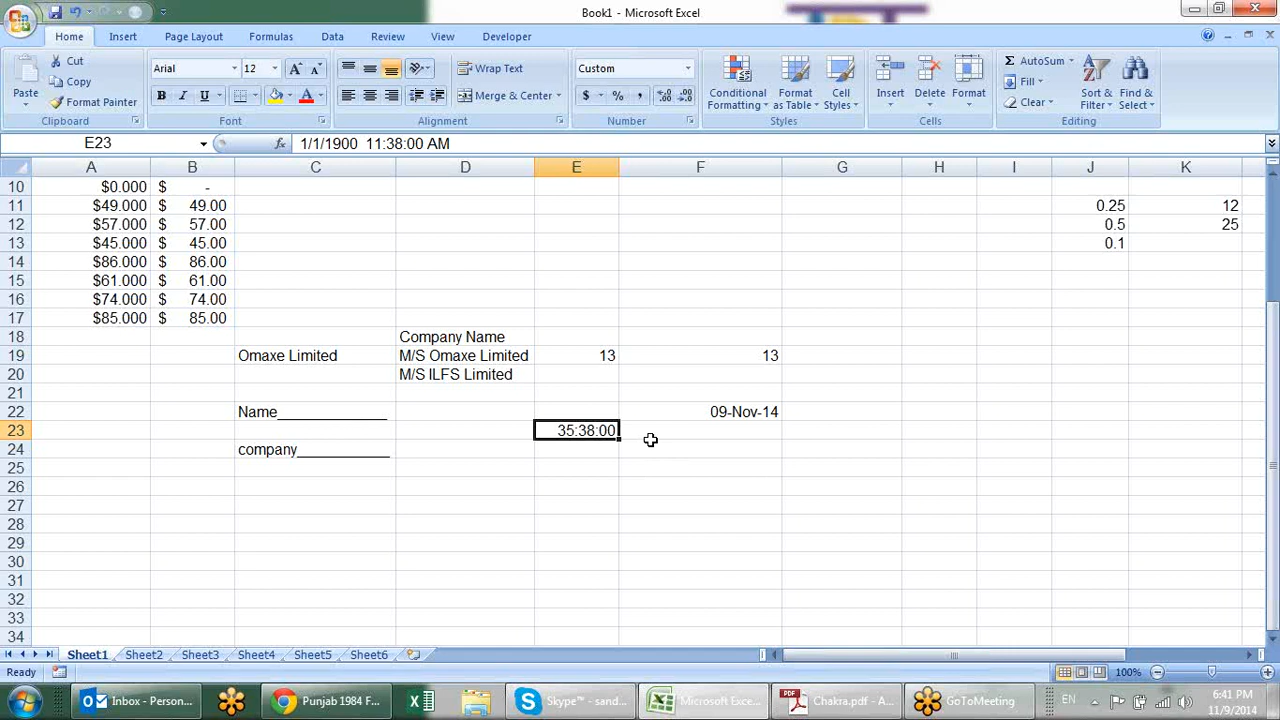 Book1 - Microsoft Excel
Home Insert Page Layout Formulas Data Review View Developer
Paste
Cut
Copy
Format Painter
Clipboard
Arial 12
B I U
Font
Wrap Text
Merge & Center
Alignment
Custom
$ % ,
Number
Conditional Formatting
Format as Table
Cell Styles
Styles
Insert Delete Format
Cells
Σ AutoSum
Fill
Clear
Sort & Filter
Find & Select
Editing
E23 fx 1/1/1900 11:38:00 AM
A B C D E F G H I J K
10 $0.000 $ -
11 $49.000 $ 49.00 0.25 12
12 $57.000 $ 57.00 0.5 25
13 $45.000 $ 45.00 0.1
14 $86.000 $ 86.00
15 $61.000 $ 61.00
16 $74.000 $ 74.00
17 $85.000 $ 85.00
18 Company Name
19 Omaxe Limited M/S Omaxe Limited 13 13
20 M/S ILFS Limited
21
22 Name______________ 09-Nov-14
23 35:38:00
24 company____________
25
26
27
28
29
30
31
32
33
34
Sheet1 Sheet2 Sheet3 Sheet4 Sheet5 Sheet6
Ready 100%
Inbox - Person... Punjab 1984 F... Skype™ - sand... Microsoft Exce... PDF Chakra.pdf - A... GoToMeeting EN 6:41 PM
11/9/2014